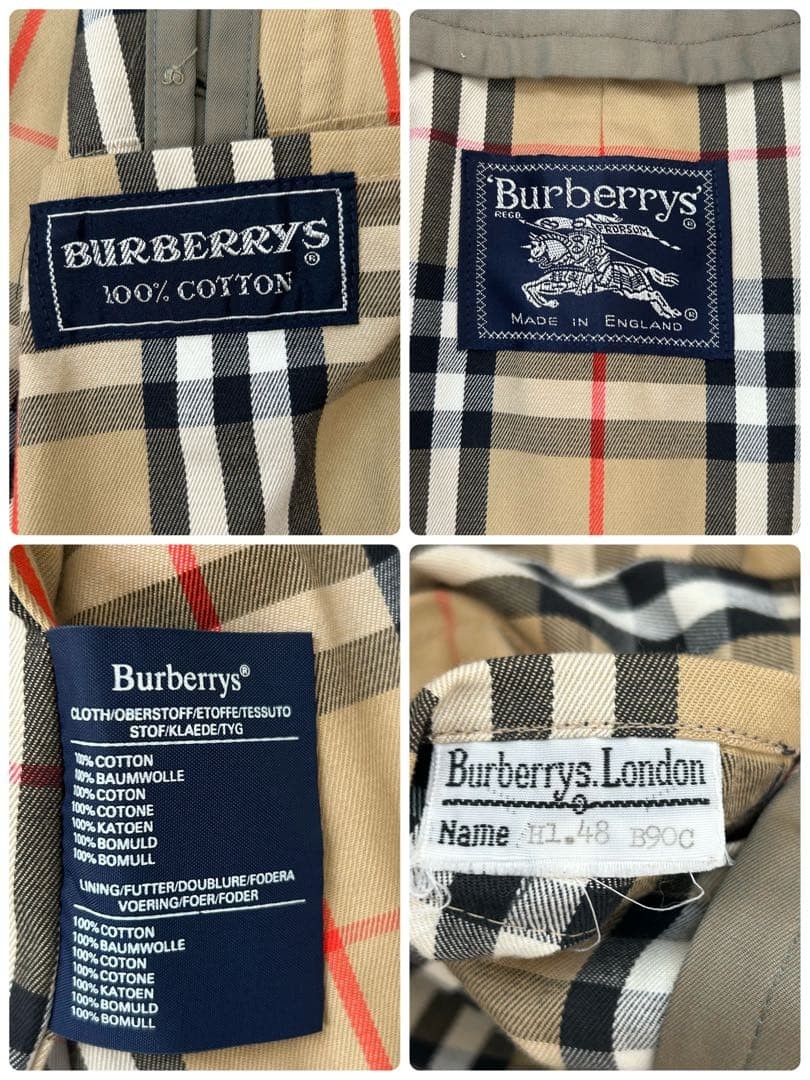 BURBERRYS®
100% COTTON
'Burberrys'®
REGD.
PRORSUM
®
MADE IN ENGLAND
Burberrys®
CLOTH/OBERSTOFF/ETOFFE/TESSUTO
STOF/KLAEDE/TYG
100% COTTON
100% BAUMWOLLE
100% COTON
100% COTONE
100% KATOEN
100% BOMULD
100% BOMULL
LINING/FUTTER/DOUBLURE/FODERA
VOERING/FOER/FODER
100% COTTON
100% BAUMWOLLE
100% COTON
100% COTONE
100% KATOEN
100% BOMULD
100% BOMULL
Burberrys.London
Name H1.48 B90C